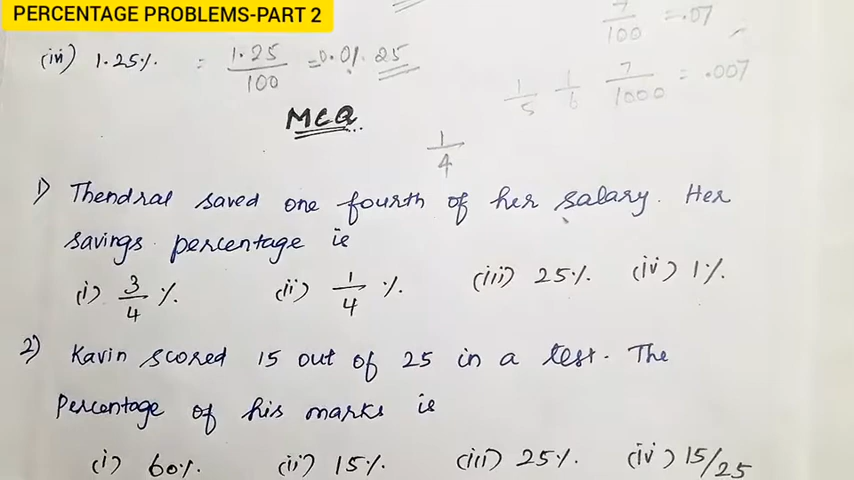 PERCENTAGE PROBLEMS-PART 2
7/100 = .07
(iv) 1.25% = 1.25/100 = 0.01.25
1/5 1/6 7/1000 = .007
MCQ
1/4
1) Thendral saved one fourth of her salary. Her
savings percentage is
(i) 3/4 % (ii) 1/4 % (iii) 25% (iv) 1%
2) Kavin scored 15 out of 25 in a test. The
Percentage of his marks is
(i) 60% (ii) 15% (iii) 25% (iv) 15/25